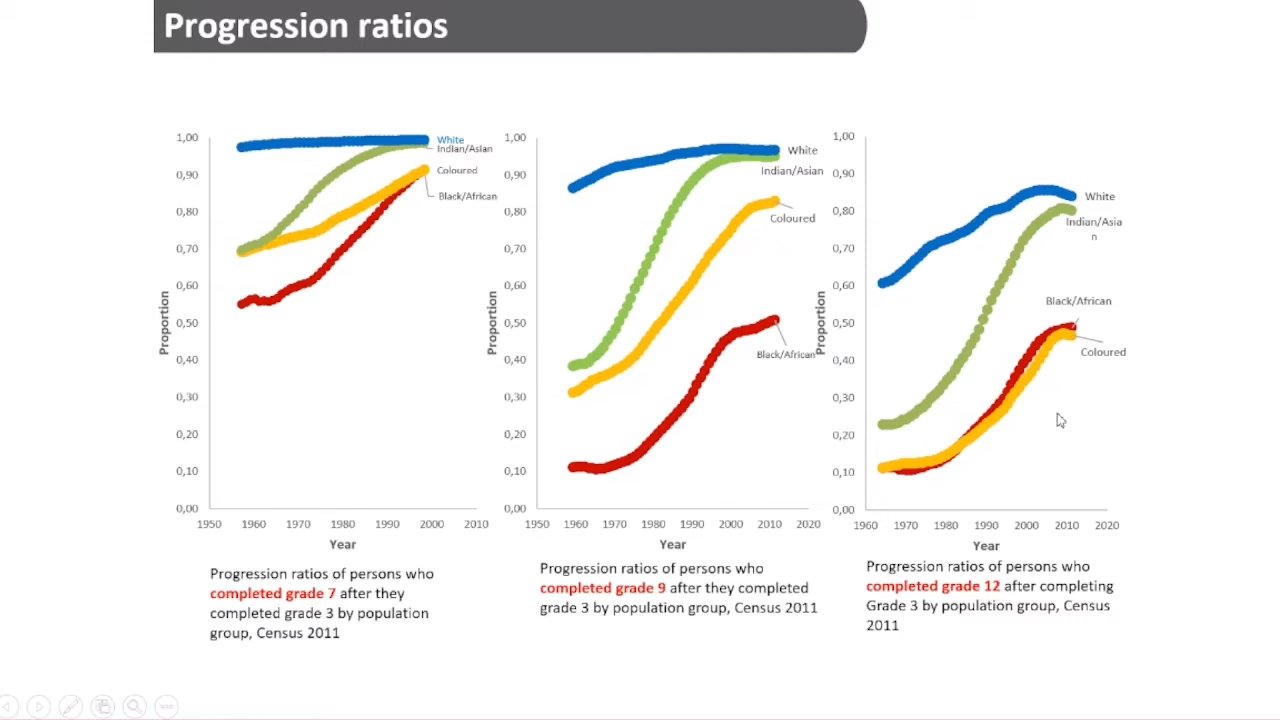 Progression ratios
1,00
0,90
0,80
0,70
0,60
0,50
0,40
0,30
0,20
0,10
0,00
Proportion
1950 1960 1970 1980 1990 2000 2010
Year
White
Indian/Asian
Coloured
Black/African
Progression ratios of persons who
completed grade 7 after they
completed grade 3 by population
group, Census 2011
1,00
0,90
0,80
0,70
0,60
0,50
0,40
0,30
0,20
0,10
0,00
Proportion
1950 1960 1970 1980 1990 2000 2010 2020
Year
White
Indian/Asian
Coloured
Black/African
Progression ratios of persons who
completed grade 9 after they completed
grade 3 by population group, Census 2011
1,00
0,90
0,80
0,70
0,60
0,50
0,40
0,30
0,20
0,10
0,00
Proportion
1960 1970 1980 1990 2000 2010 2020
Year
White
Indian/Asia
n
Black/African
Coloured
Progression ratios of persons who
completed grade 12 after completing
Grade 3 by population group, Census
2011